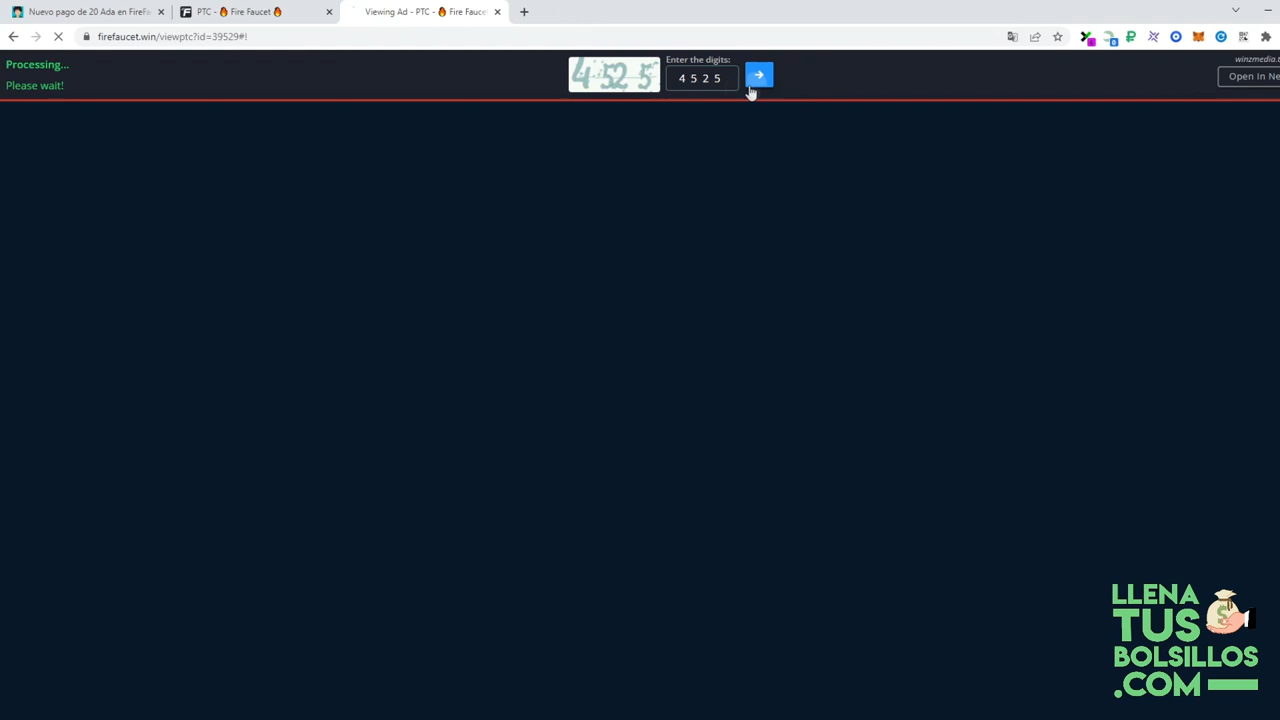 Nuevo pago de 20 Ada en FireFa
PTC - 🔥 Fire Faucet 🔥
Viewing Ad - PTC - 🔥 Fire Fauce
firefaucet.win/viewptc?id=39529#!
Processing...
Please wait!
4525
Enter the digits:
4 5 2 5
winzmedia.t
Open In Ne
LLENA
TUS
BOLSILLOS
.COM